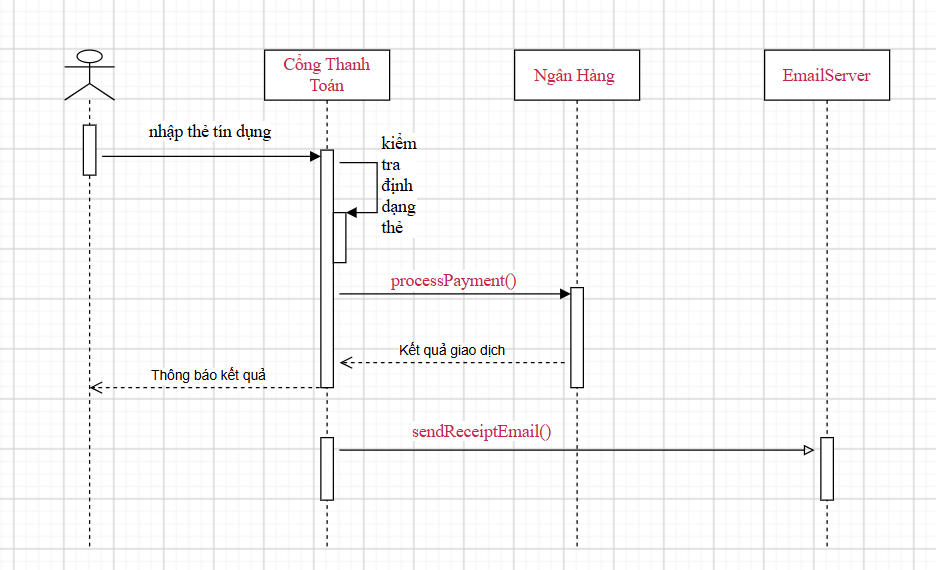 Cổng Thanh
Toán
Ngân Hàng
EmailServer
nhập thẻ tín dụng
kiểm
tra
định
dạng
thẻ
processPayment()
Kết quả giao dịch
Thông báo kết quả
sendReceiptEmail()